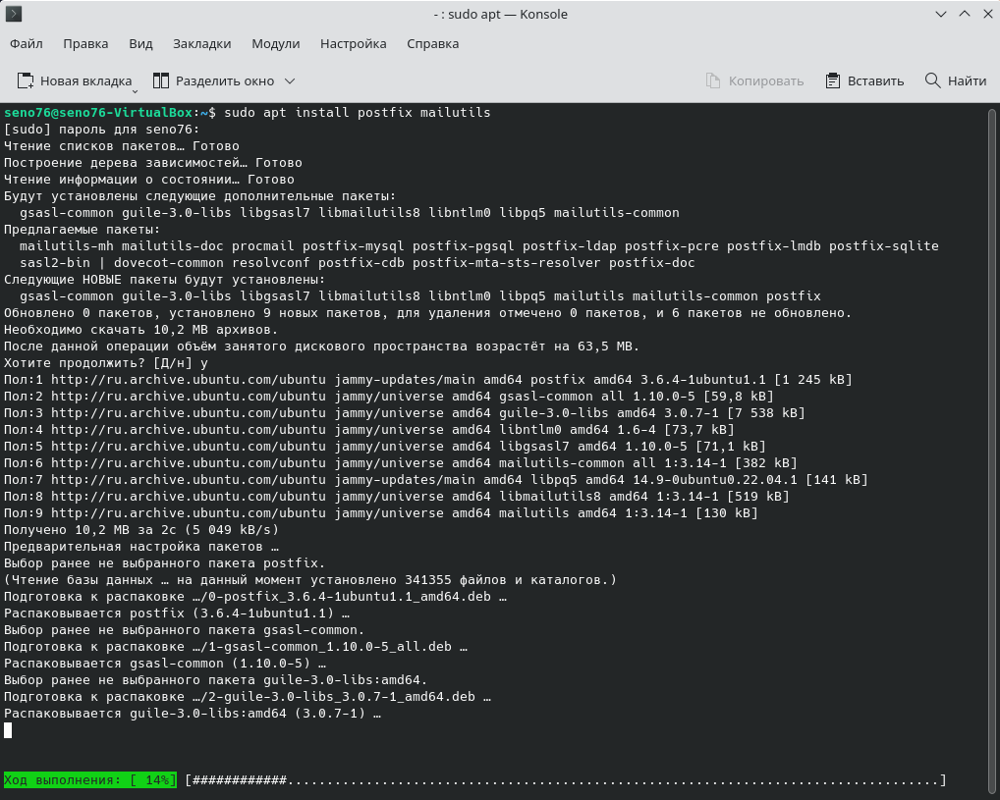 - : sudo apt — Konsole
Файл Правка Вид Закладки Модули Настройка Справка
Новая вкладка Разделить окно Копировать Вставить Найти
seno76@seno76-VirtualBox:~$ sudo apt install postfix mailutils
[sudo] пароль для seno76:
Чтение списков пакетов… Готово
Построение дерева зависимостей… Готово
Чтение информации о состоянии… Готово
Будут установлены следующие дополнительные пакеты:
  gsasl-common guile-3.0-libs libgsasl7 libmailutils8 libntlm0 libpq5 mailutils-common
Предлагаемые пакеты:
  mailutils-mh mailutils-doc procmail postfix-mysql postfix-pgsql postfix-ldap postfix-pcre postfix-lmdb postfix-sqlite
  sasl2-bin | dovecot-common resolvconf postfix-cdb postfix-mta-sts-resolver postfix-doc
Следующие НОВЫЕ пакеты будут установлены:
  gsasl-common guile-3.0-libs libgsasl7 libmailutils8 libntlm0 libpq5 mailutils mailutils-common postfix
Обновлено 0 пакетов, установлено 9 новых пакетов, для удаления отмечено 0 пакетов, и 6 пакетов не обновлено.
Необходимо скачать 10,2 MB архивов.
После данной операции объём занятого дискового пространства возрастёт на 63,5 MB.
Хотите продолжить? [Д/н] y
Пол:1 http://ru.archive.ubuntu.com/ubuntu jammy-updates/main amd64 postfix amd64 3.6.4-1ubuntu1.1 [1 245 kB]
Пол:2 http://ru.archive.ubuntu.com/ubuntu jammy/universe amd64 gsasl-common all 1.10.0-5 [59,8 kB]
Пол:3 http://ru.archive.ubuntu.com/ubuntu jammy/universe amd64 guile-3.0-libs amd64 3.0.7-1 [7 538 kB]
Пол:4 http://ru.archive.ubuntu.com/ubuntu jammy/universe amd64 libntlm0 amd64 1.6-4 [73,7 kB]
Пол:5 http://ru.archive.ubuntu.com/ubuntu jammy/universe amd64 libgsasl7 amd64 1.10.0-5 [71,1 kB]
Пол:6 http://ru.archive.ubuntu.com/ubuntu jammy/universe amd64 mailutils-common all 1:3.14-1 [382 kB]
Пол:7 http://ru.archive.ubuntu.com/ubuntu jammy-updates/main amd64 libpq5 amd64 14.9-0ubuntu0.22.04.1 [141 kB]
Пол:8 http://ru.archive.ubuntu.com/ubuntu jammy/universe amd64 libmailutils8 amd64 1:3.14-1 [519 kB]
Пол:9 http://ru.archive.ubuntu.com/ubuntu jammy/universe amd64 mailutils amd64 1:3.14-1 [130 kB]
Получено 10,2 MB за 2с (5 049 kB/s)
Предварительная настройка пакетов …
Выбор ранее не выбранного пакета postfix.
(Чтение базы данных … на данный момент установлено 341355 файлов и каталогов.)
Подготовка к распаковке …/0-postfix_3.6.4-1ubuntu1.1_amd64.deb …
Распаковывается postfix (3.6.4-1ubuntu1.1) …
Выбор ранее не выбранного пакета gsasl-common.
Подготовка к распаковке …/1-gsasl-common_1.10.0-5_all.deb …
Распаковывается gsasl-common (1.10.0-5) …
Выбор ранее не выбранного пакета guile-3.0-libs:amd64.
Подготовка к распаковке …/2-guile-3.0-libs_3.0.7-1_amd64.deb …
Распаковывается guile-3.0-libs:amd64 (3.0.7-1) …
Ход выполнения: [ 14%] [############...................................................................................]